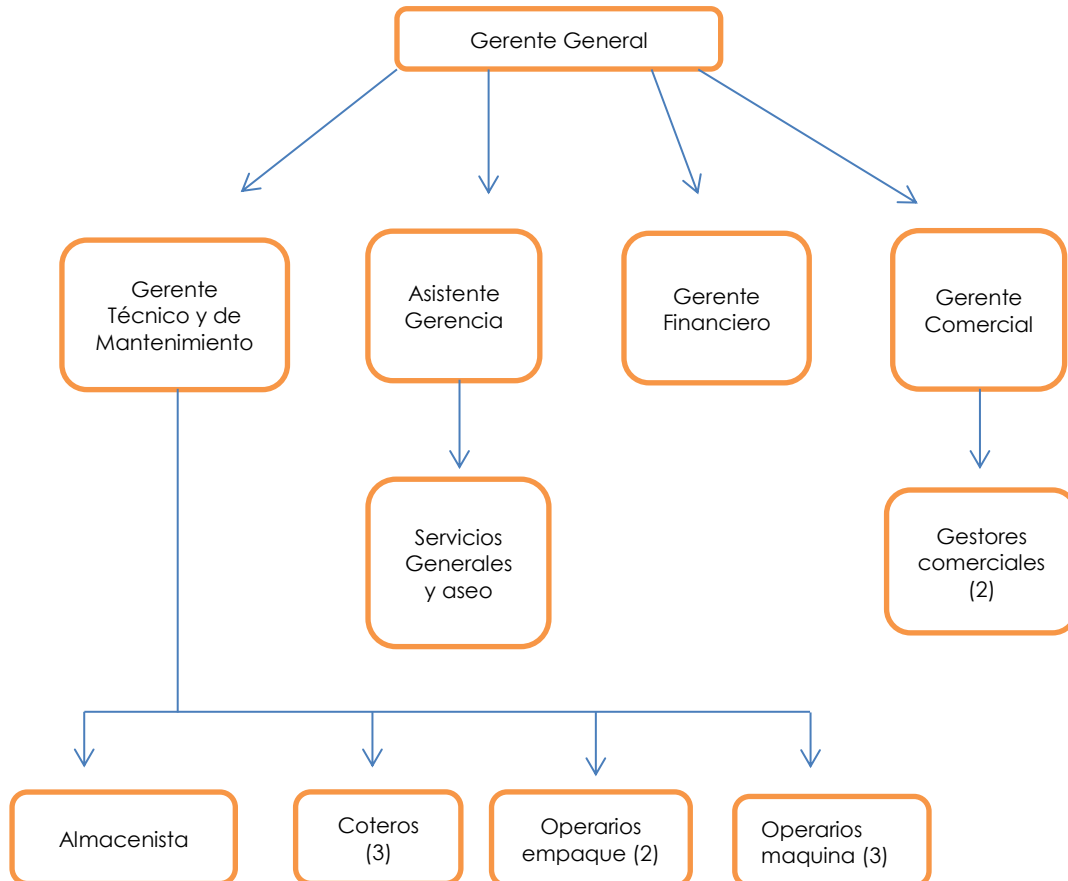 Gerente General
Gerente
Técnico y de
Mantenimiento
Asistente
Gerencia
Gerente
Financiero
Gerente
Comercial
Servicios
Generales
y aseo
Gestores
comerciales
(2)
Almacenista
Coteros
(3)
Operarios
empaque (2)
Operarios
maquina (3)